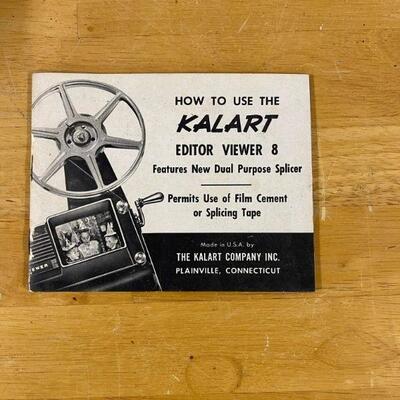 HOW TO USE THE
KALART
EDITOR VIEWER 8
Features New Dual Purpose Splicer
Permits Use of Film Cement
or Splicing Tape
Made in U.S.A. by
THE KALART COMPANY INC.
PLAINVILLE, CONNECTICUT